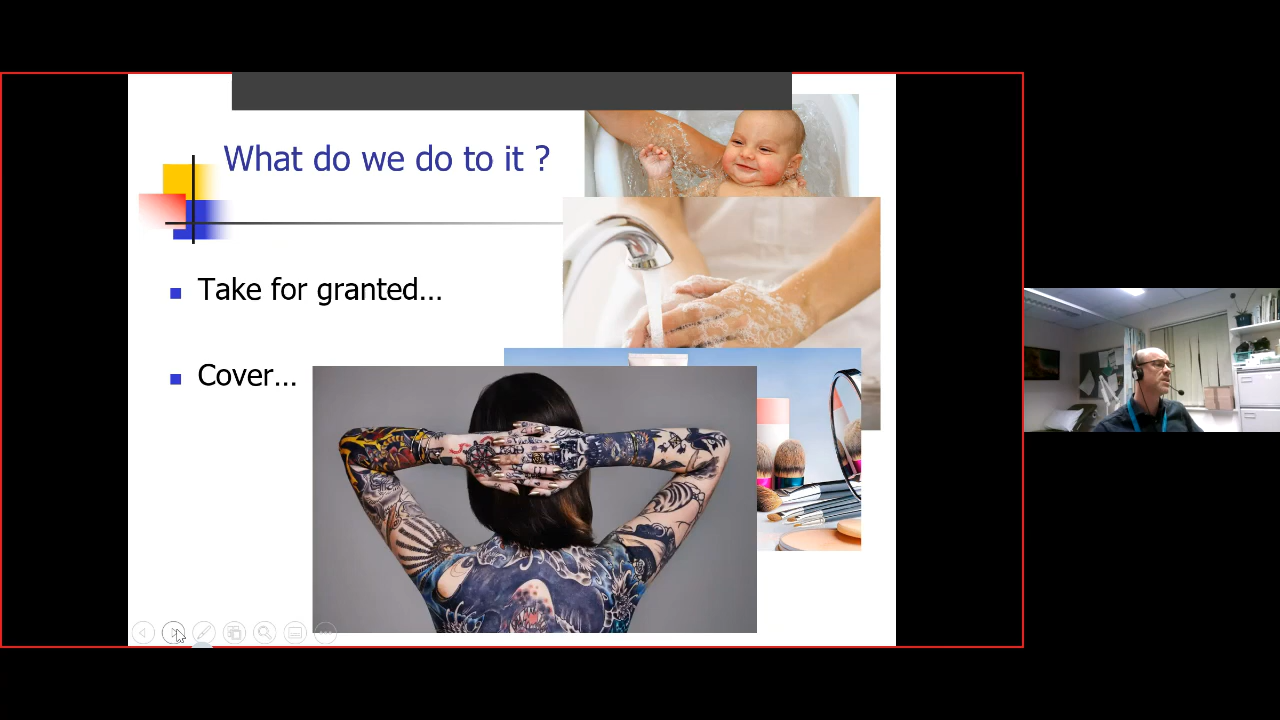 What do we do to it ?
Take for granted…
Cover…